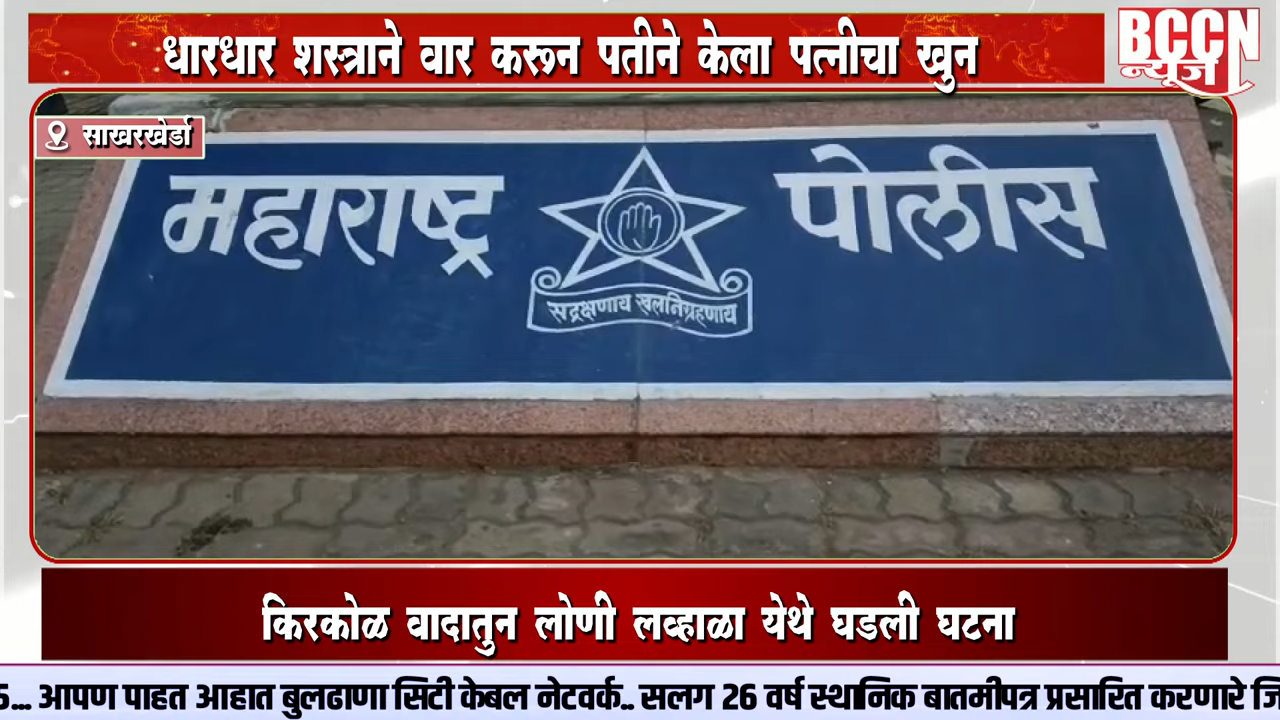 धारधार शस्त्राने वार करून पतीने केला पत्नीचा खुन
BCCN
न्यूज
साखरखेर्डा
महाराष्ट्र पोलीस
सद्रक्षणाय खलनिग्रहणाय
किरकोळ वादातुन लोणी लव्हाळा येथे घडली घटना
आपण पाहत आहात बुलढाणा सिटी केबल नेटवर्क.. सलग 26 वर्ष स्थानिक बातमीपत्र प्रसारित करणारे